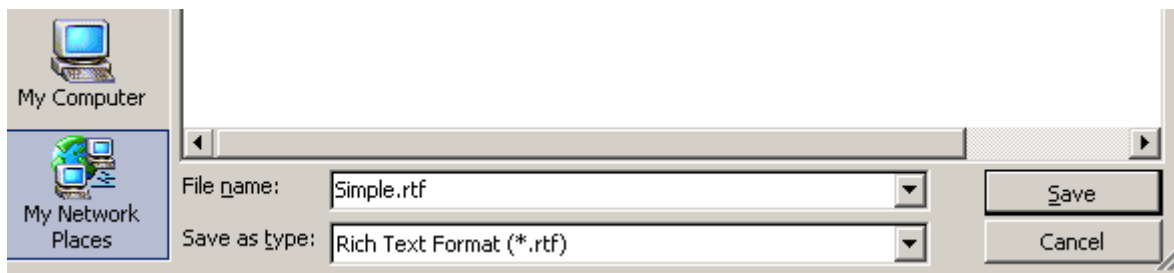 My Computer
My Network
Places
File name:
Simple.rtf
Save
Save as type:
Rich Text Format (*.rtf)
Cancel